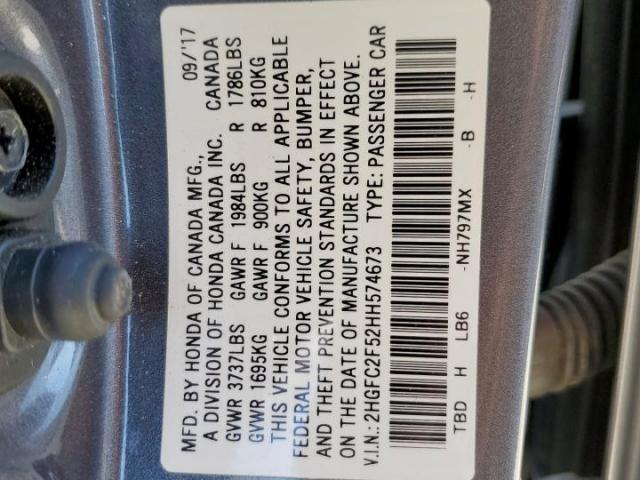 MFD. BY HONDA OF CANADA MFG., 09/'17
A DIVISION OF HONDA CANADA INC. CANADA
GVWR 3737LBS GAWR F 1984LBS R 1786LBS
GVWR 1695KG GAWR F 900KG R 810KG
THIS VEHICLE CONFORMS TO ALL APPLICABLE
FEDERAL MOTOR VEHICLE SAFETY, BUMPER,
AND THEFT PREVENTION STANDARDS IN EFFECT
ON THE DATE OF MANUFACTURE SHOWN ABOVE.
V.I.N.: 2HGFC2F52HH574673 TYPE: PASSENGER CAR
TBD H LB6 -NH797MX -B -H